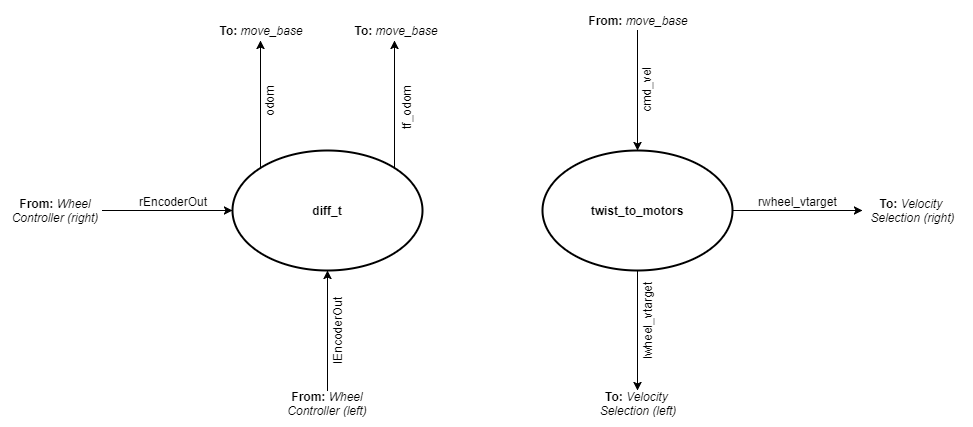 To: move_base
To: move_base
odom
tf_odom
From: Wheel
Controller (right)
rEncoderOut
diff_t
lEncoderOut
From: Wheel
Controller (left)
From: move_base
cmd_vel
twist_to_motors
rwheel_vtarget
To: Velocity
Selection (right)
lwheel_vtarget
To: Velocity
Selection (left)